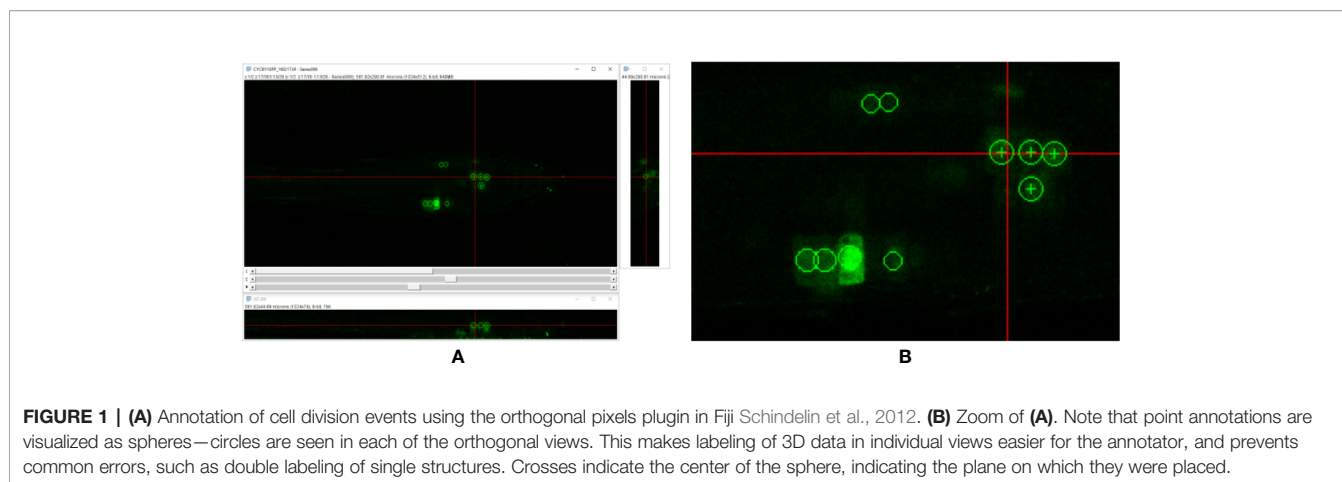 A
B
FIGURE 1 | (A) Annotation of cell division events using the orthogonal pixels plugin in Fiji Schindelin et al., 2012. (B) Zoom of (A). Note that point annotations are
visualized as spheres—circles are seen in each of the orthogonal views. This makes labeling of 3D data in individual views easier for the annotator, and prevents
common errors, such as double labeling of single structures. Crosses indicate the center of the sphere, indicating the plane on which they were placed.